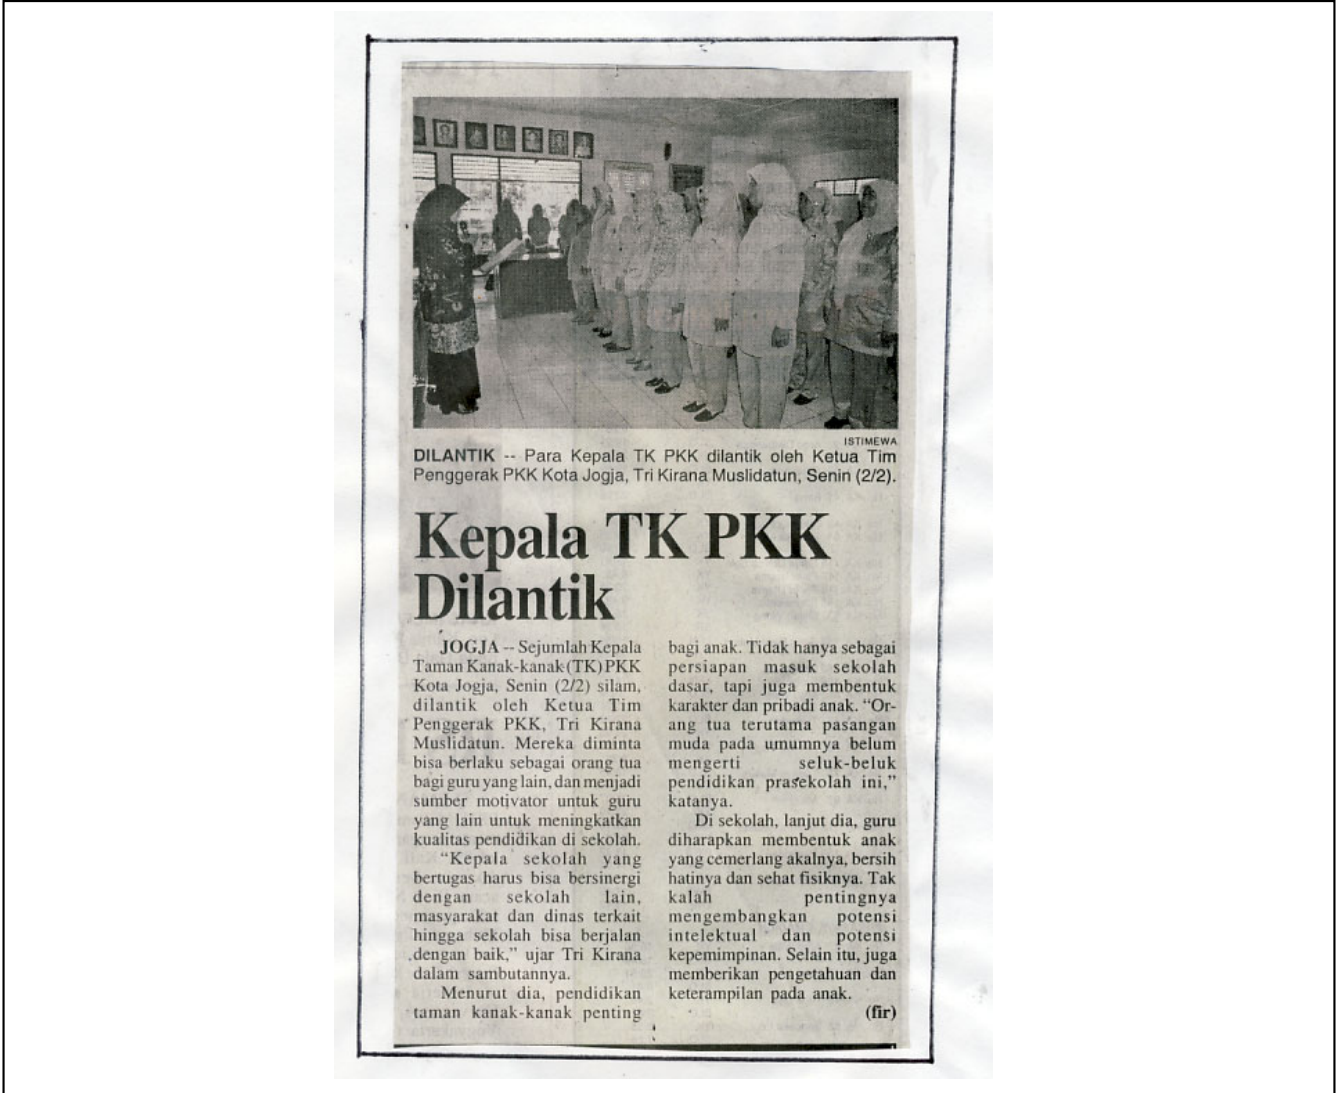 ISTIMEWA
DILANTIK -- Para Kepala TK PKK dilantik oleh Ketua Tim
Penggerak PKK Kota Jogja, Tri Kirana Muslidatun, Senin (2/2).
Kepala TK PKK
Dilantik
JOGJA -- Sejumlah Kepala
Taman Kanak-kanak (TK) PKK
Kota Jogja, Senin (2/2) silam,
dilantik oleh Ketua Tim
Penggerak PKK, Tri Kirana
Muslidatun. Mereka diminta
bisa berlaku sebagai orang tua
bagi guru yang lain, dan menjadi
sumber motivator untuk guru
yang lain untuk meningkatkan
kualitas pendidikan di sekolah.
"Kepala sekolah yang
bertugas harus bisa bersinergi
dengan sekolah lain,
masyarakat dan dinas terkait
hingga sekolah bisa berjalan
dengan baik," ujar Tri Kirana
dalam sambutannya.
Menurut dia, pendidikan
taman kanak-kanak penting
bagi anak. Tidak hanya sebagai
persiapan masuk sekolah
dasar, tapi juga membentuk
karakter dan pribadi anak. "Or-
ang tua terutama pasangan
muda pada umumnya belum
mengerti seluk-beluk
pendidikan prasekolah ini,"
katanya.
Di sekolah, lanjut dia, guru
diharapkan membentuk anak
yang cemerlang akalnya, bersih
hatinya dan sehat fisiknya. Tak
kalah pentingnya
mengembangkan potensi
intelektual dan potensi
kepemimpinan. Selain itu, juga
memberikan pengetahuan dan
keterampilan pada anak.
(fir)